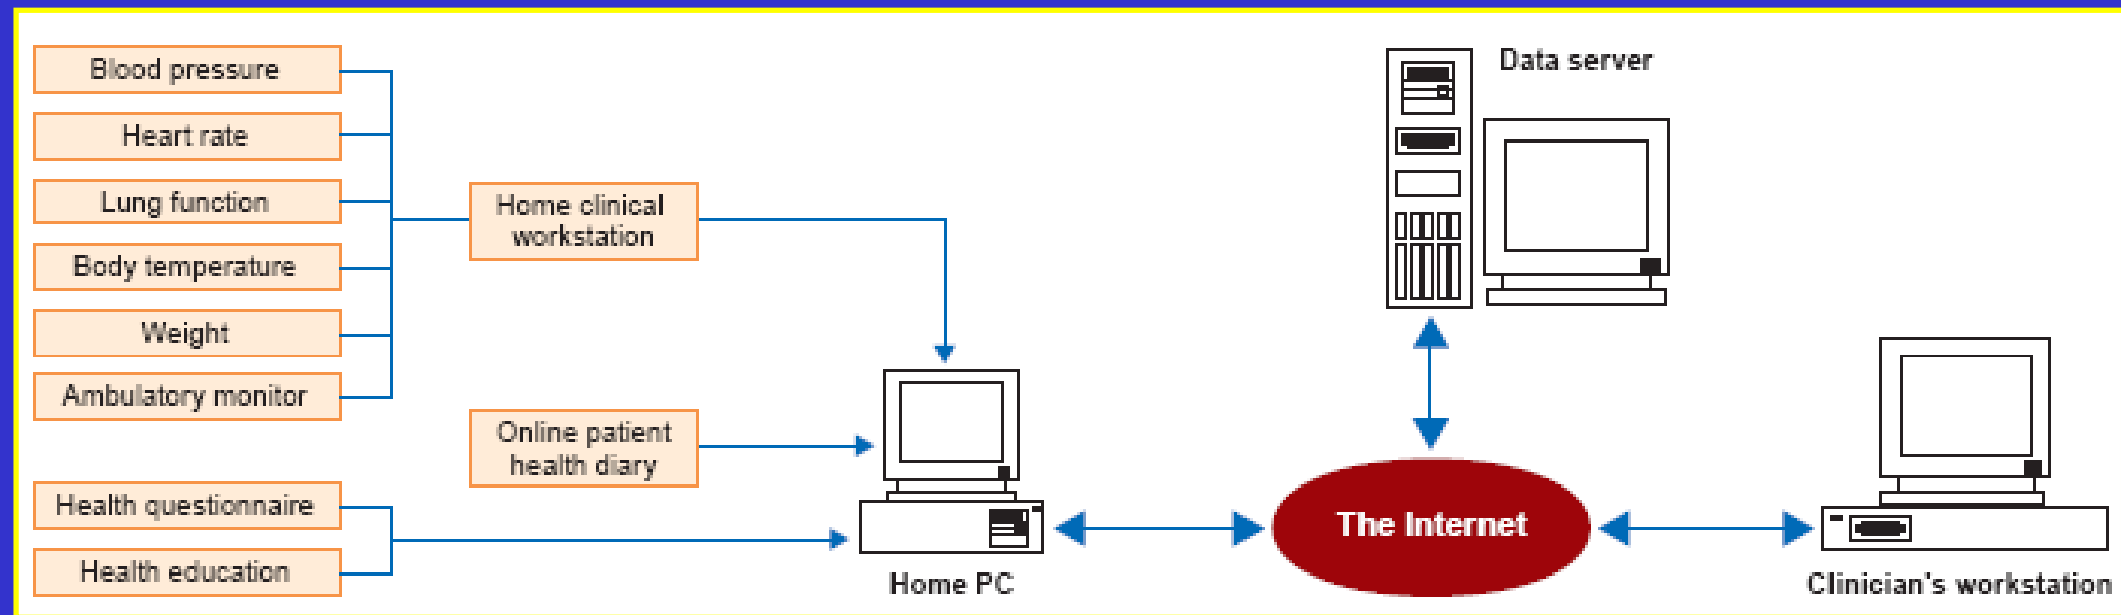 Blood pressure
Heart rate
Lung function
Body temperature
Weight
Ambulatory monitor
Health questionnaire
Health education
Home clinical
workstation
Online patient
health diary
Home PC
The Internet
Data server
Clinician's workstation